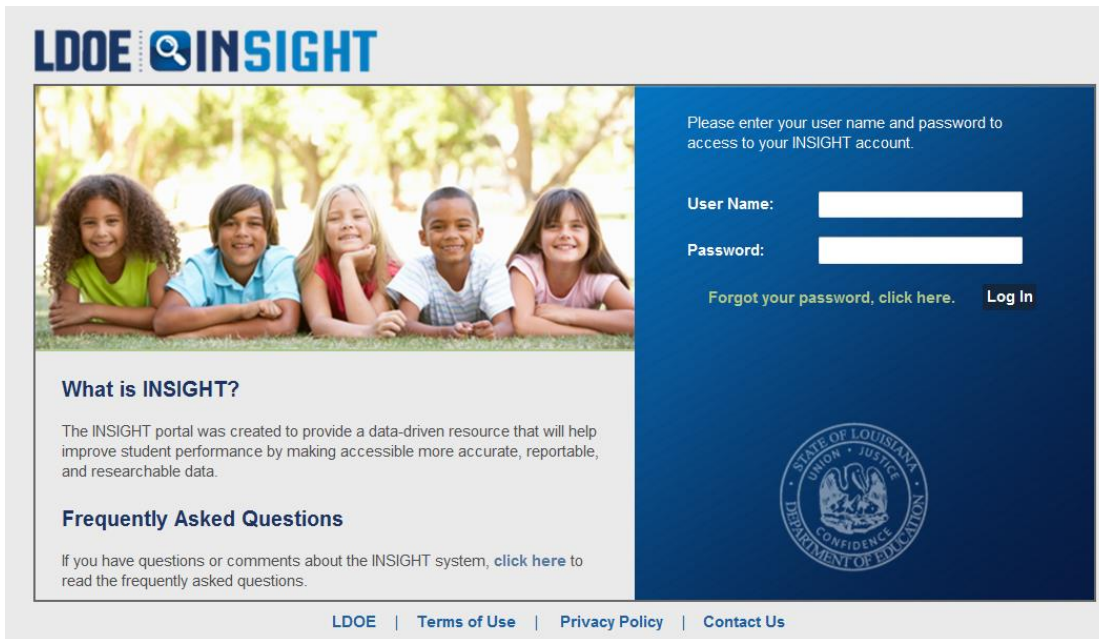 LDOE INSIGHT
Please enter your user name and password to
access to your INSIGHT account.
User Name:
Password:
Forgot your password, click here.
Log In
What is INSIGHT?
The INSIGHT portal was created to provide a data-driven resource that will help
improve student performance by making accessible more accurate, reportable,
and researchable data.
Frequently Asked Questions
If you have questions or comments about the INSIGHT system, click here to
read the frequently asked questions.
STATE OF LOUISIANA
UNION · JUSTICE
CONFIDENCE
DEPARTMENT OF EDUCATION
LDOE | Terms of Use | Privacy Policy | Contact Us